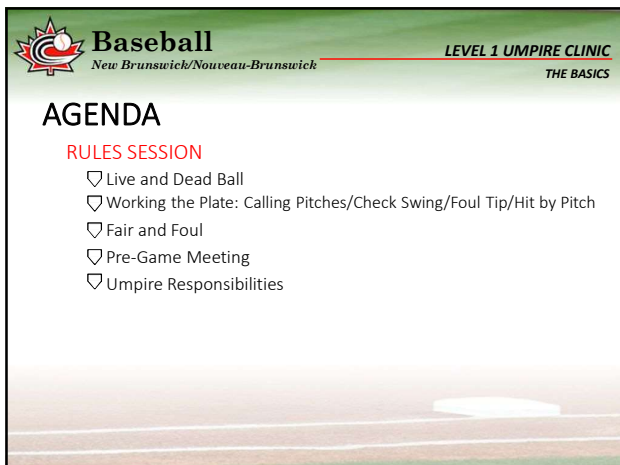 Baseball
New Brunswick/Nouveau-Brunswick
LEVEL 1 UMPIRE CLINIC
THE BASICS
AGENDA
RULES SESSION
Live and Dead Ball
Working the Plate: Calling Pitches/Check Swing/Foul Tip/Hit by Pitch
Fair and Foul
Pre-Game Meeting
Umpire Responsibilities